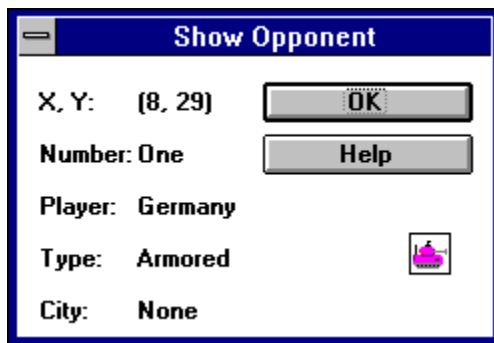 Show Opponent
X, Y: (8, 29) OK
Number: One Help
Player: Germany
Type: Armored
City: None